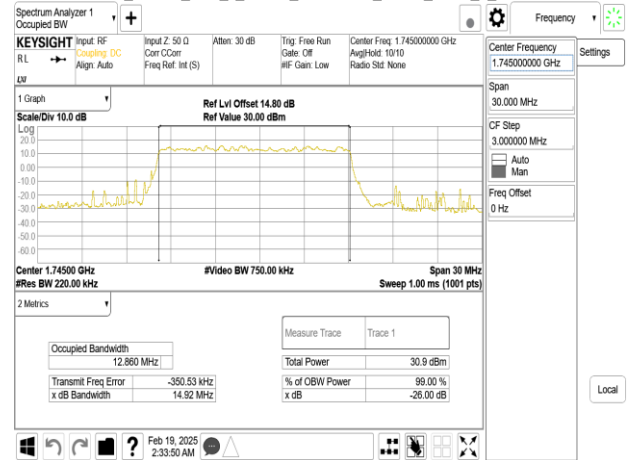 Spectrum Analyzer 1
Occupied BW
Frequency
KEYSIGHT
RL
LXI
Input: RF
Coupling: DC
Align: Auto
Input Z: 50 Ω
Corr CCorr
Freq Ref: Int (S)
Atten: 30 dB
Trig: Free Run
Gate: Off
#IF Gain: Low
Center Freq: 1.745000000 GHz
Avg|Hold: 10/10
Radio Std: None
Center Frequency
1.745000000 GHz
Settings
Span
30.000 MHz
CF Step
3.000000 MHz
Auto
Man
Freq Offset
0 Hz
Local
1 Graph
Ref Lvl Offset 14.80 dB
Scale/Div 10.0 dB
Ref Value 30.00 dBm
Log
20.0
10.0
0.00
-10.0
-20.0
-30.0
-40.0
-50.0
-60.0
Center 1.74500 GHz
#Video BW 750.00 kHz
Span 30 MHz
#Res BW 220.00 kHz
Sweep 1.00 ms (1001 pts)
2 Metrics
Measure Trace Trace 1
Occupied Bandwidth
12.860 MHz
Total Power 30.9 dBm
Transmit Freq Error -350.53 kHz
% of OBW Power 99.00 %
x dB Bandwidth 14.92 MHz
x dB -26.00 dB
Feb 19, 2025
2:33:50 AM